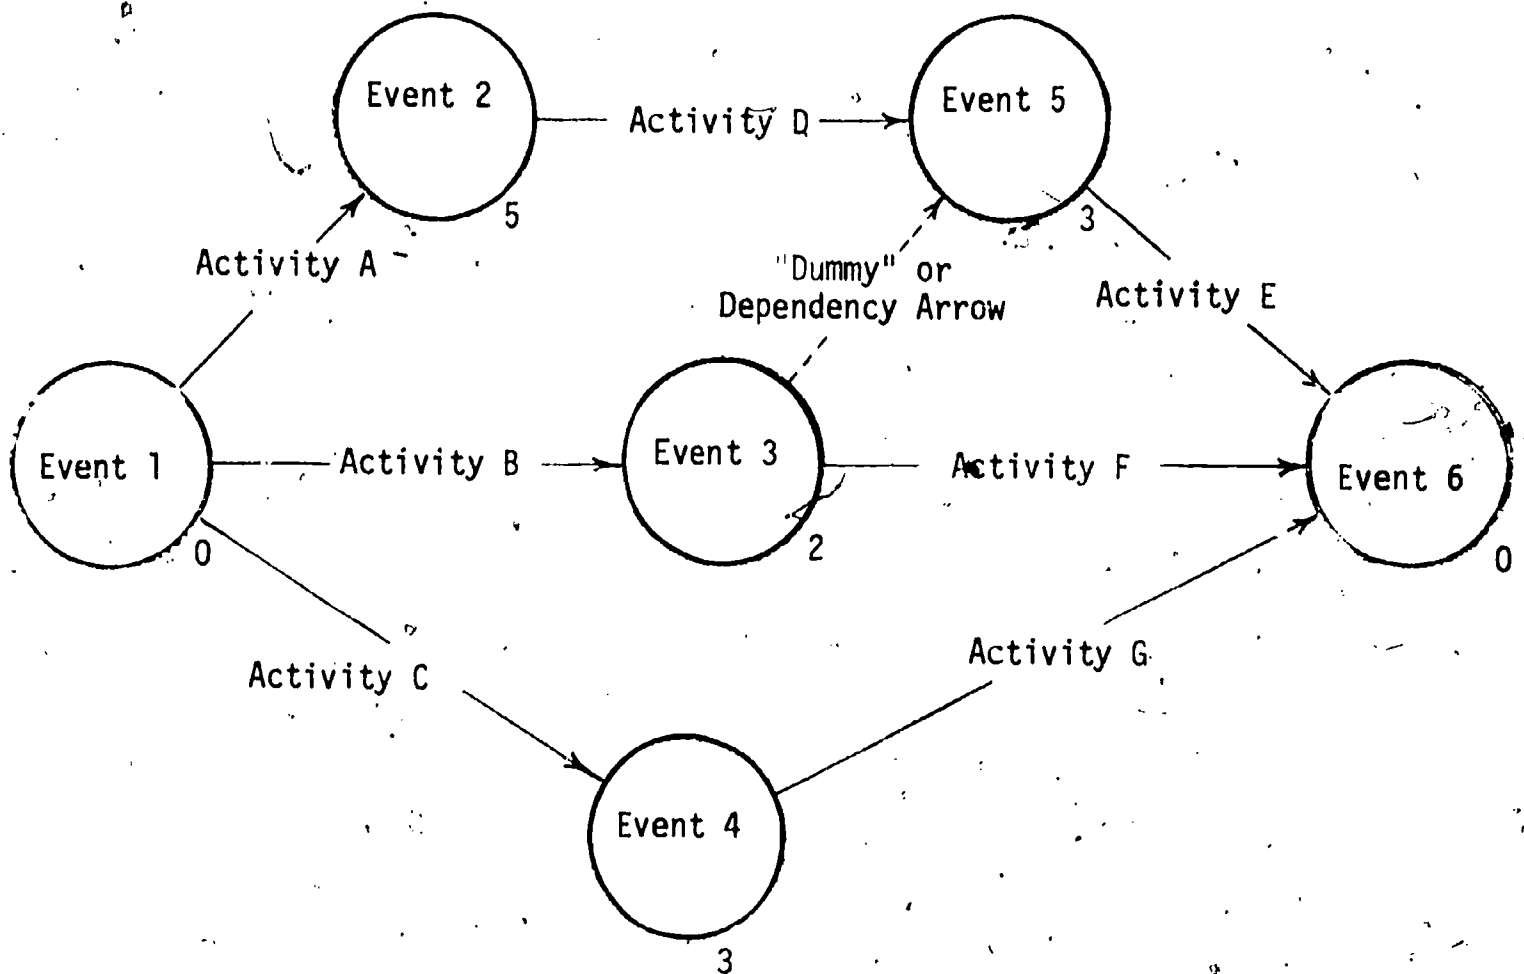 Event 2
Event 5
Activity D
5
3
Activity A
"Dummy" or
Dependency Arrow
Activity E
Event 1
Activity B
Event 3
Activity F
Event 6
0
2
0
Activity C
Activity G
Event 4
3